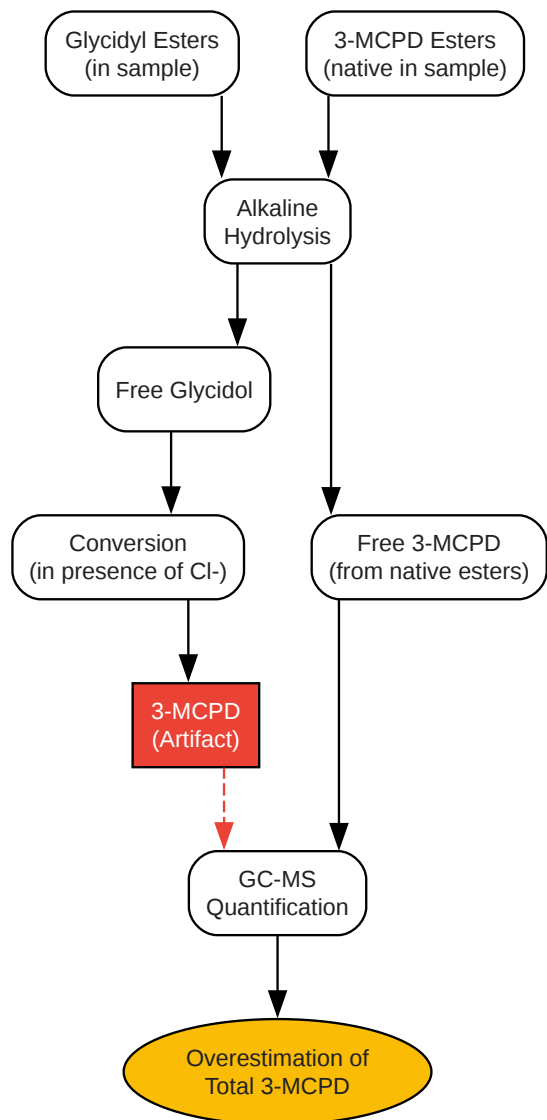 Glycidyl Esters
(in sample)
3-MCPD Esters
(native in sample)
Alkaline
Hydrolysis
Free Glycidol
Conversion
(in presence of Cl-)
Free 3-MCPD
(from native esters)
3-MCPD
(Artifact)
GC-MS
Quantification
Overestimation of
Total 3-MCPD